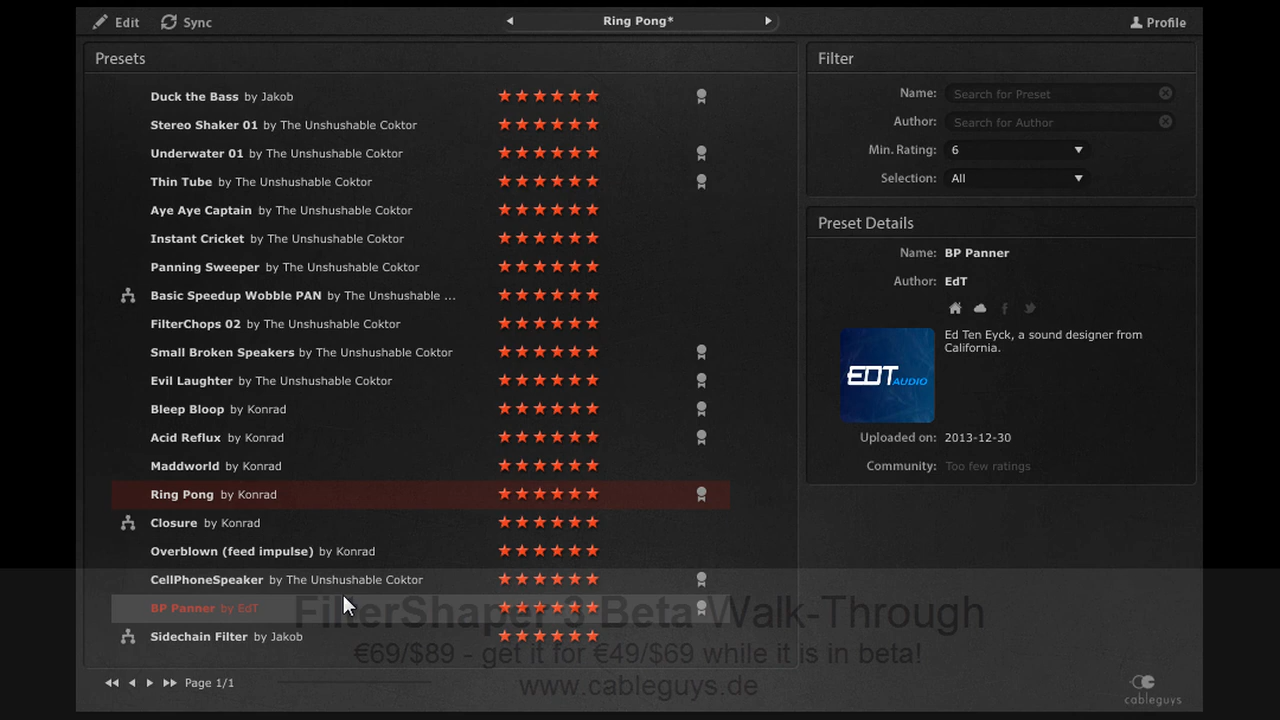 Edit Sync Ring Pong* Profile
Presets
Duck the Bass by Jakob
Stereo Shaker 01 by The Unshushable Coktor
Underwater 01 by The Unshushable Coktor
Thin Tube by The Unshushable Coktor
Aye Aye Captain by The Unshushable Coktor
Instant Cricket by The Unshushable Coktor
Panning Sweeper by The Unshushable Coktor
Basic Speedup Wobble PAN by The Unshushable ...
FilterChops 02 by The Unshushable Coktor
Small Broken Speakers by The Unshushable Coktor
Evil Laughter by The Unshushable Coktor
Bleep Bloop by Konrad
Acid Reflux by Konrad
Maddworld by Konrad
Ring Pong by Konrad
Closure by Konrad
Overblown (feed impulse) by Konrad
CellPhoneSpeaker by The Unshushable Coktor
BP Panner by EdT
Sidechain Filter by Jakob
Page 1/1
Filter
Name: Search for Preset
Author: Search for Author
Min. Rating: 6
Selection: All
Preset Details
Name: BP Panner
Author: EdT
EDT AUDIO
Ed Ten Eyck, a sound designer from
California.
Uploaded on: 2013-12-30
Community: Too few ratings
FilterShaper 3 Beta Walk-Through
€69/$89 - get it for €49/$69 while it is in beta!
www.cableguys.de
cableguys